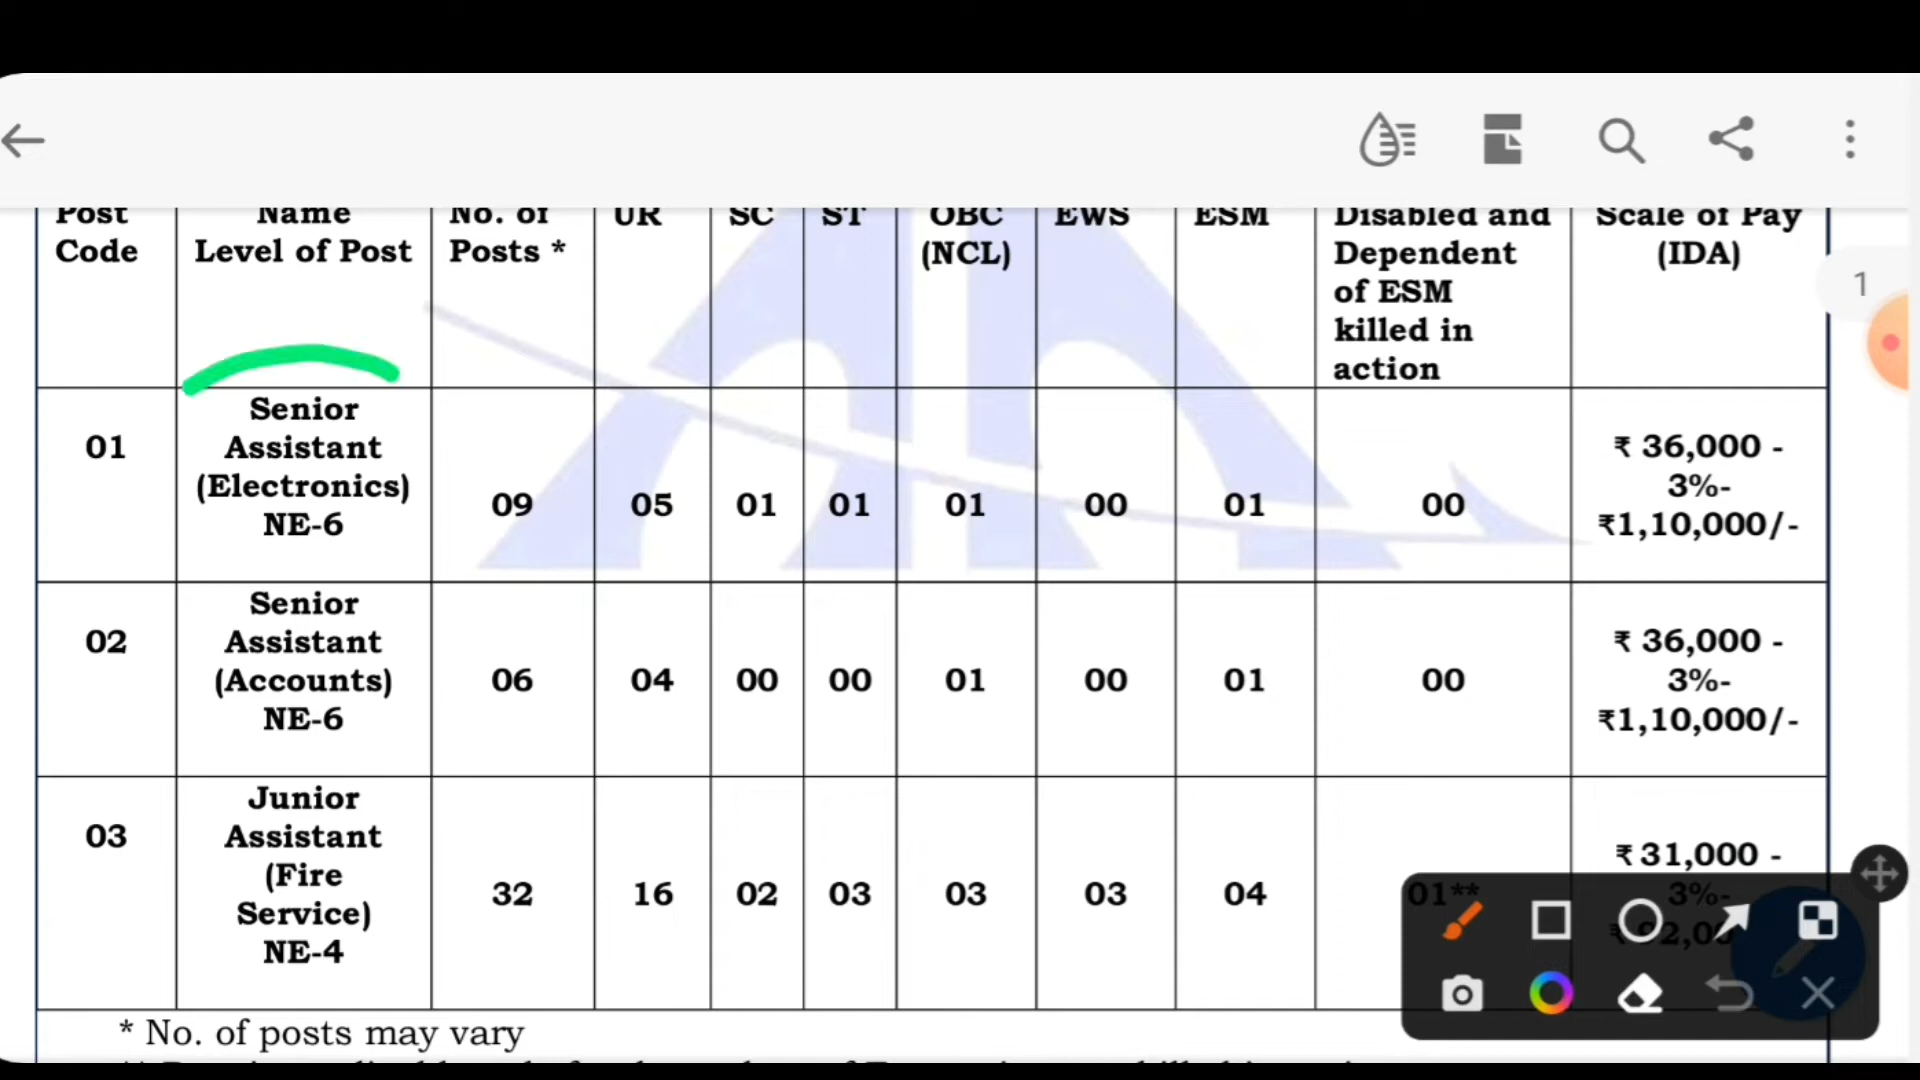 Post Code
Name
Level of Post
No. of Posts *
UR
SC
ST
OBC (NCL)
EWS
ESM
Disabled and Dependent of ESM killed in action
Scale of Pay (IDA)
1
01
Senior Assistant (Electronics) NE-6
09
05
01
01
01
00
01
00
₹ 36,000 -
3%-
₹1,10,000/-
02
Senior Assistant (Accounts) NE-6
06
04
00
00
01
00
01
00
₹ 36,000 -
3%-
₹1,10,000/-
03
Junior Assistant (Fire Service) NE-4
32
16
02
03
03
03
04
01**
₹ 31,000 -
3%-
* No. of posts may vary